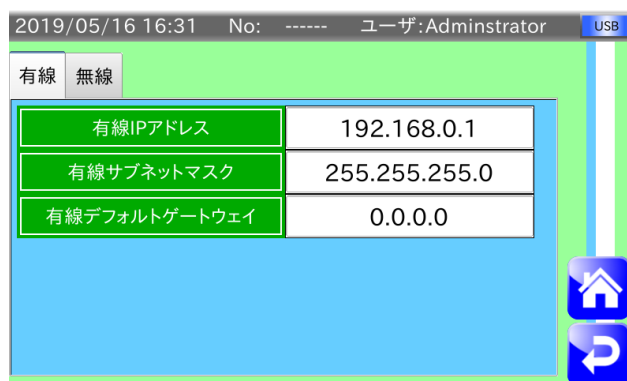 2019/05/16 16:31 No: ------ ユーザ:Adminstrator USB
有線 無線
有線IPアドレス 192.168.0.1
有線サブネットマスク 255.255.255.0
有線デフォルトゲートウェイ 0.0.0.0